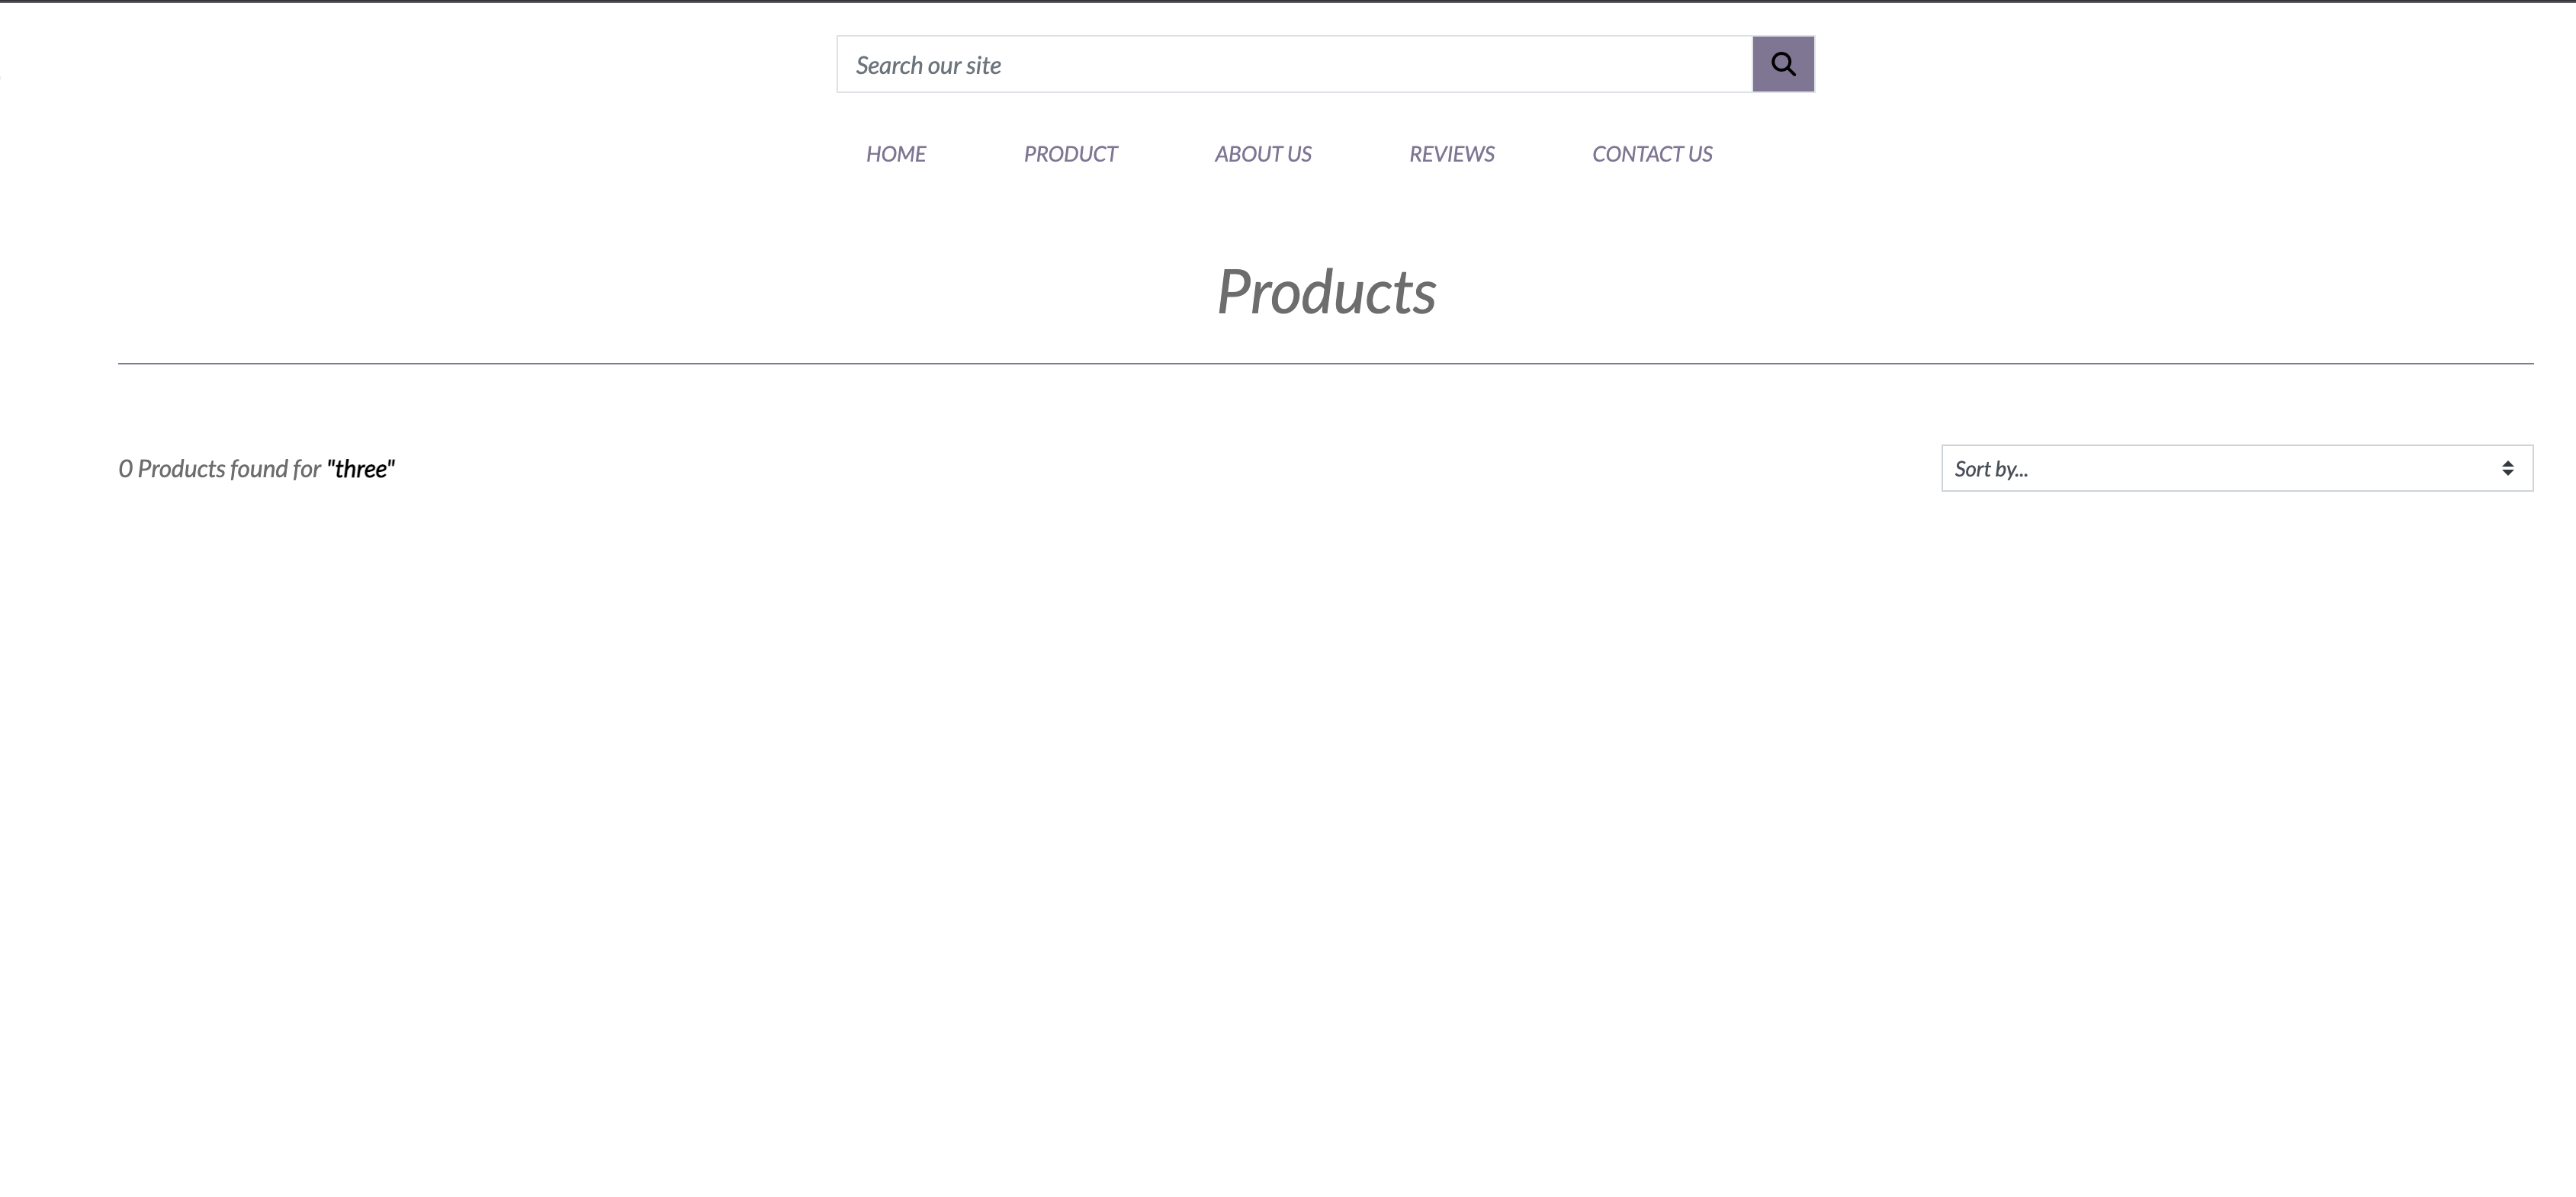 Search our site
HOME PRODUCT ABOUT US REVIEWS CONTACT US
Products
0 Products found for "three"
Sort by...